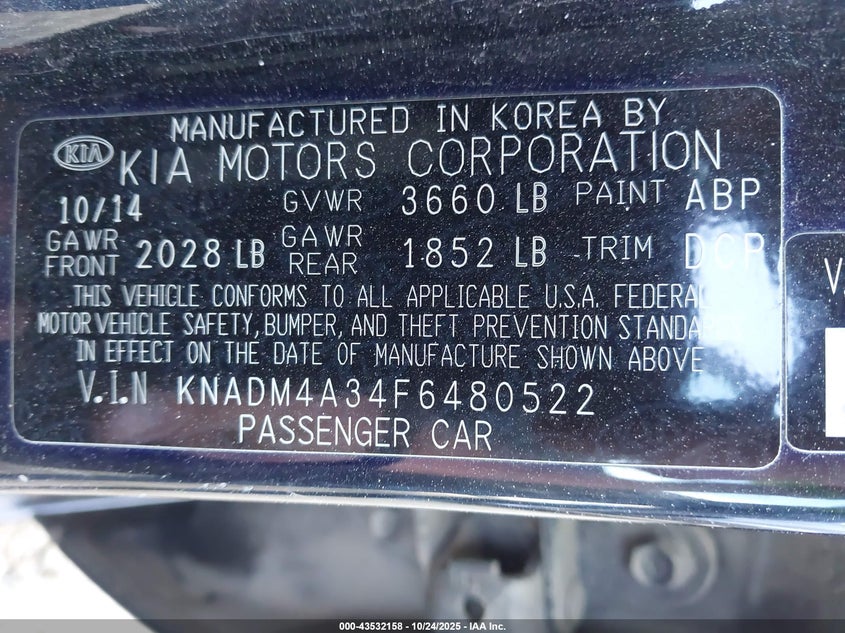 MANUFACTURED IN KOREA BY
KIA KIA MOTORS CORPORATION
10/14 GVWR 3660 LB PAINT ABP
GAWR FRONT 2028 LB GAWR REAR 1852 LB TRIM DCP
THIS VEHICLE CONFORMS TO ALL APPLICABLE U.S.A. FEDERAL
MOTOR VEHICLE SAFETY, BUMPER, AND THEFT PREVENTION STANDARDS
IN EFFECT ON THE DATE OF MANUFACTURE SHOWN ABOVE
V.I.N KNADM4A34F6480522
PASSENGER CAR
V.
000-43532158 - 10/24/2025 - IAA Inc.